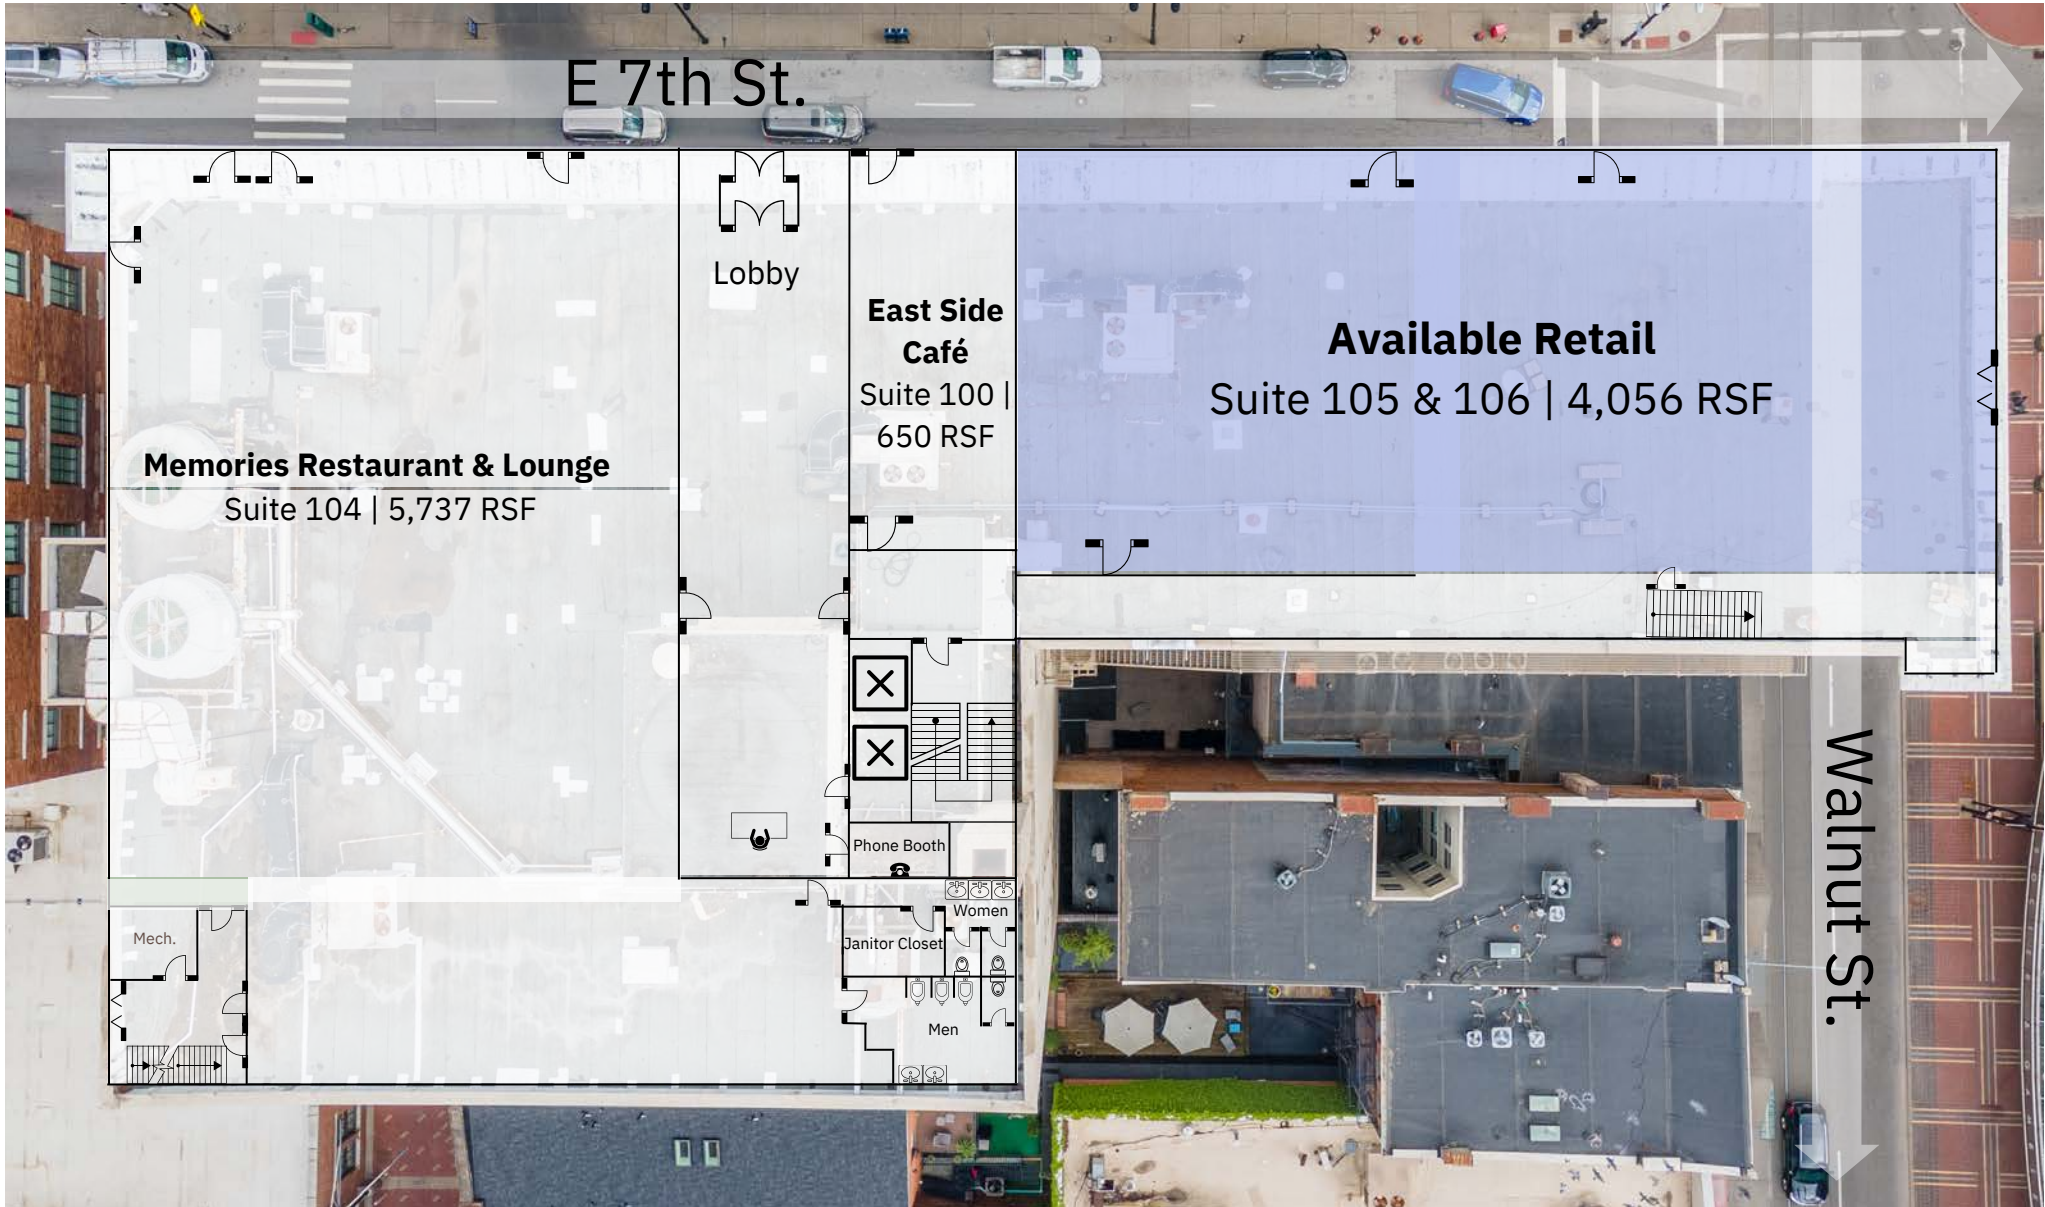 E 7th St.
Lobby
East Side
Café
Suite 100 |
650 RSF
Available Retail
Suite 105 & 106 | 4,056 RSF
Memories Restaurant & Lounge
Suite 104 | 5,737 RSF
Walnut St.
Phone Booth
Women
Janitor Closet
Mech.
Men